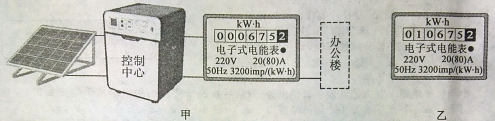 控制
中心
kW·h
0006752
电子式电能表
220V 20(80)A
50Hz 3200imp/(kW·h)
办公楼
甲
kW·h
0106752
电子式电能表
220V 20(80)A
50Hz 3200imp/(kW·h)
乙